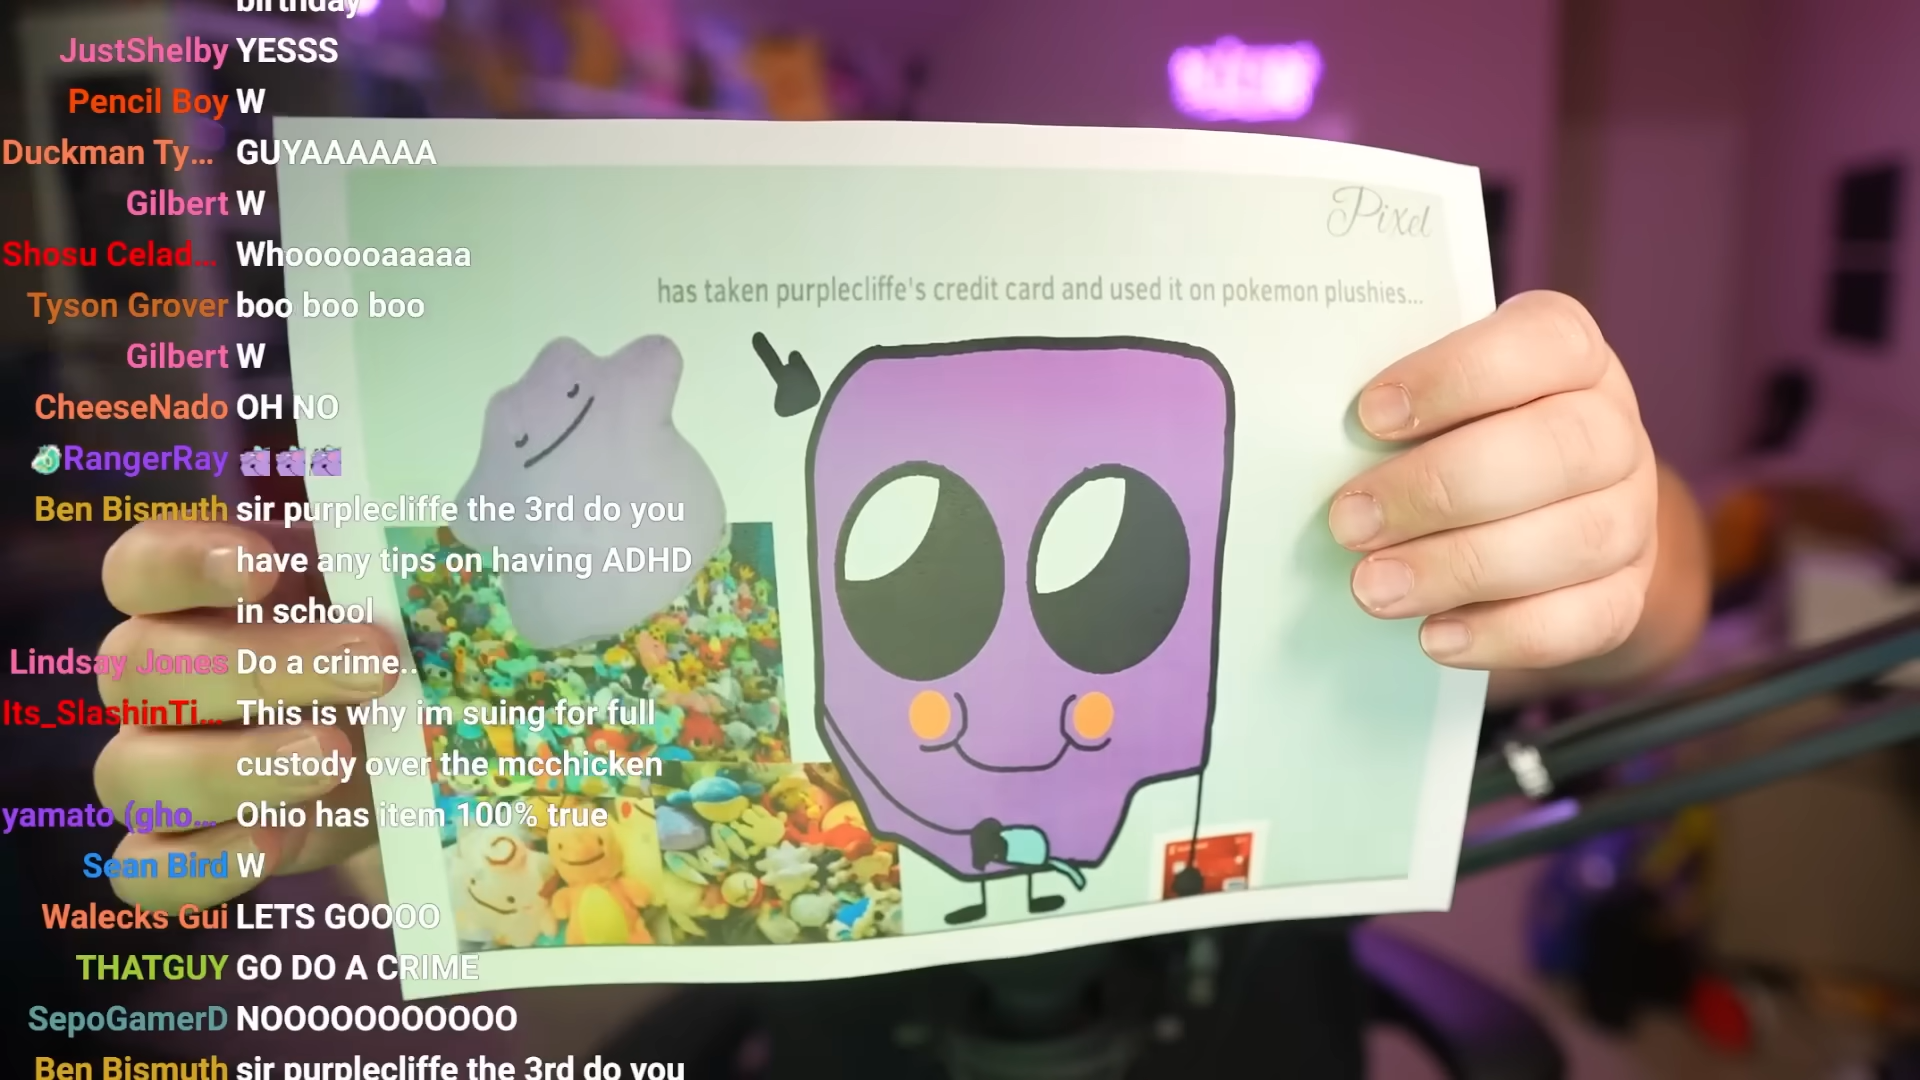 birthday
JustShelby YESSS
Pencil Boy W
Duckman Ty... GUYAAAAAA
Gilbert W
Shosu Celad... Whoooooaaaaa
Tyson Grover boo boo boo
Gilbert W
CheeseNado OH NO
RangerRay
Ben Bismuth sir purplecliffe the 3rd do you
have any tips on having ADHD
in school
Lindsay Jones Do a crime..
Its_SlashinTi... This is why im suing for full
custody over the mcchicken
yamato (gho... Ohio has item 100% true
Sean Bird W
Walecks Gui LETS GOOOO
THATGUY GO DO A CRIME
SepoGamerD NOOOOOOOOOOO
Ben Bismuth sir purplecliffe the 3rd do you
Pixel
has taken purplecliffe's credit card and used it on pokemon plushies...